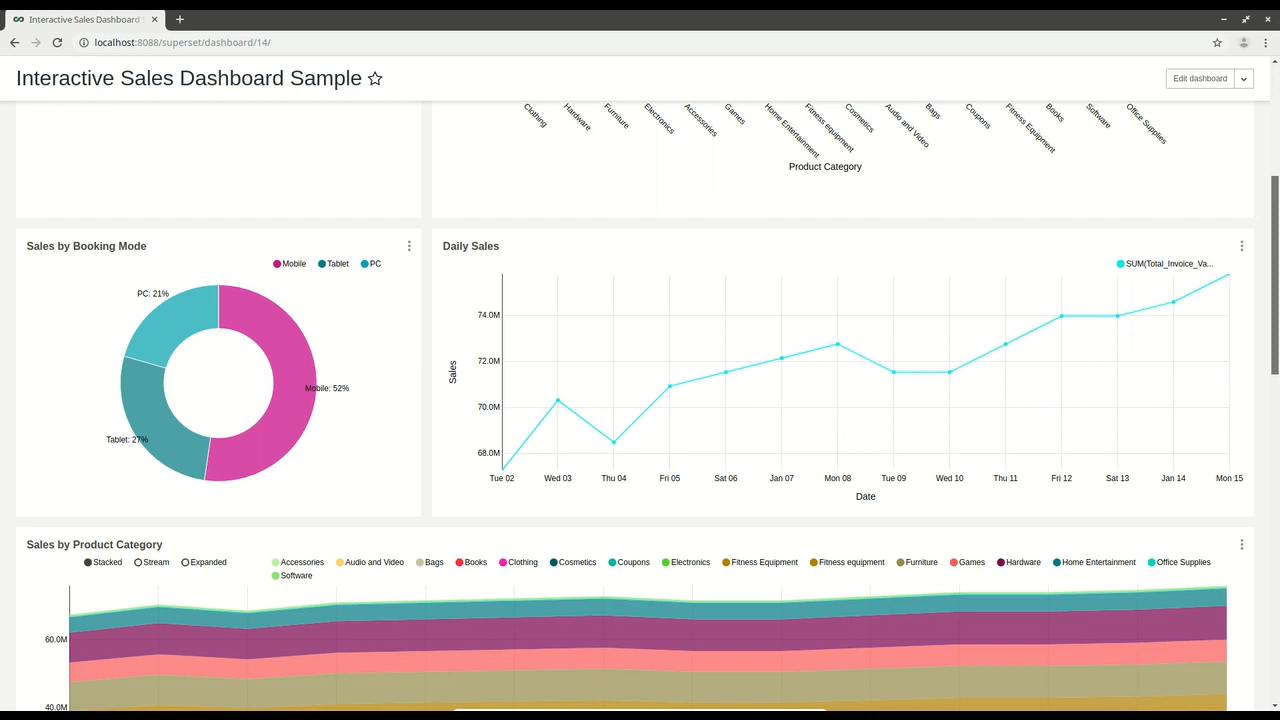 Interactive Sales Dashboard S
localhost:8088/superset/dashboard/14/
Interactive Sales Dashboard Sample
Edit dashboard
Clothing
Hardware
Furniture
Electronics
Accessories
Games
Home Entertainment
Fitness equipment
Cosmetics
Audio and Video
Bags
Coupons
Fitness Equipment
Books
Software
Office Supplies
Product Category
Sales by Booking Mode
Mobile Tablet PC
PC: 21%
Mobile: 52%
Tablet: 27%
Daily Sales
SUM(Total_Invoice_Va...
74.0M
72.0M
70.0M
68.0M
Sales
Tue 02 Wed 03 Thu 04 Fri 05 Sat 06 Jan 07 Mon 08 Tue 09 Wed 10 Thu 11 Fri 12 Sat 13 Jan 14 Mon 15
Date
Sales by Product Category
Stacked Stream Expanded Accessories Audio and Video Bags Books Clothing Cosmetics Coupons Electronics Fitness Equipment Fitness equipment Furniture Games Hardware Home Entertainment Office Supplies
Software
60.0M
40.0M